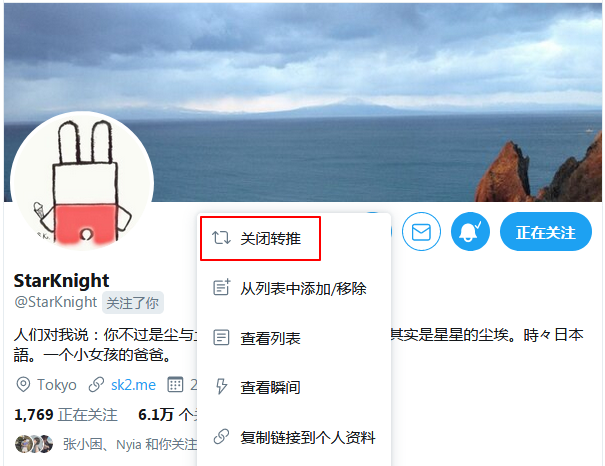 正在关注
关闭转推
StarKnight
@StarKnight 关注了你
从列表中添加/移除
人们对我说：你不过是尘与 其实是星星的尘埃。時々日本
語。一个小女孩的爸爸。
查看列表
Tokyo sk2.me 2
查看瞬间
1,769 正在关注 6.1万 个
张小困、Nyia 和你关注
复制链接到个人资料